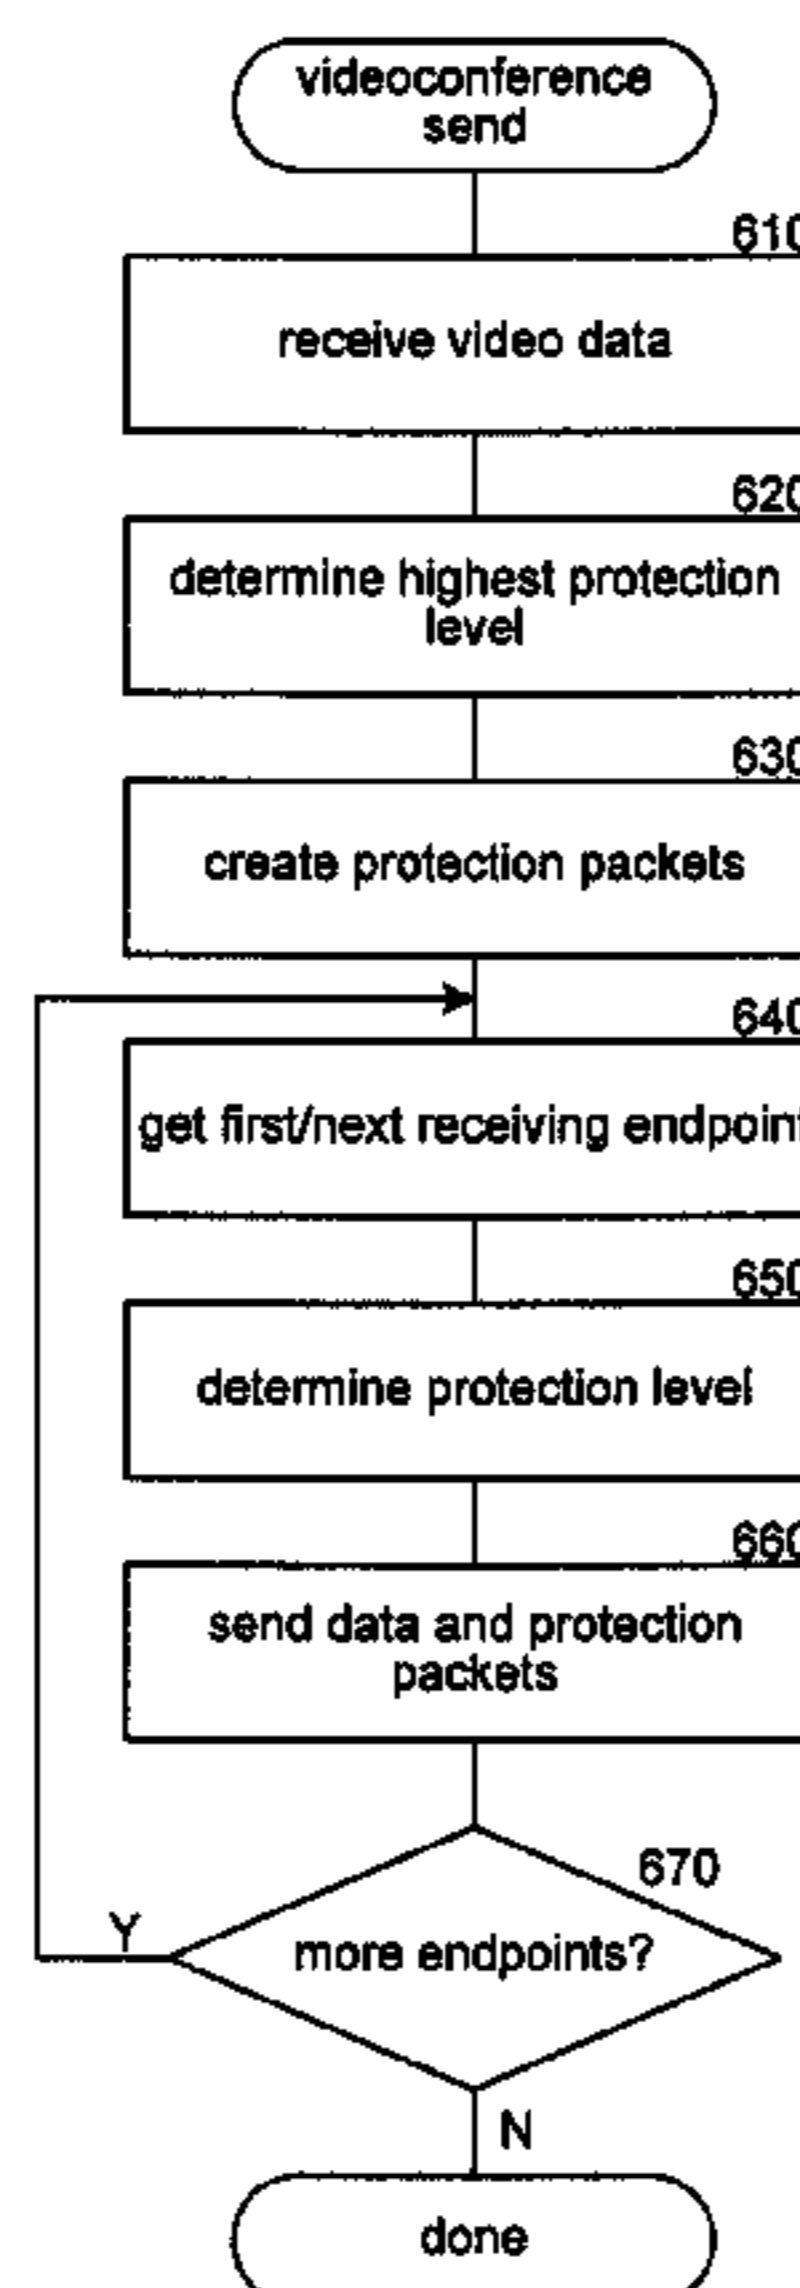 videoconference
send
610
receive video data
620
determine highest protection
level
630
create protection packets
640
get first/next receiving endpoint
650
determine protection level
660
send data and protection
packets
670
more endpoints?
Y
N
done